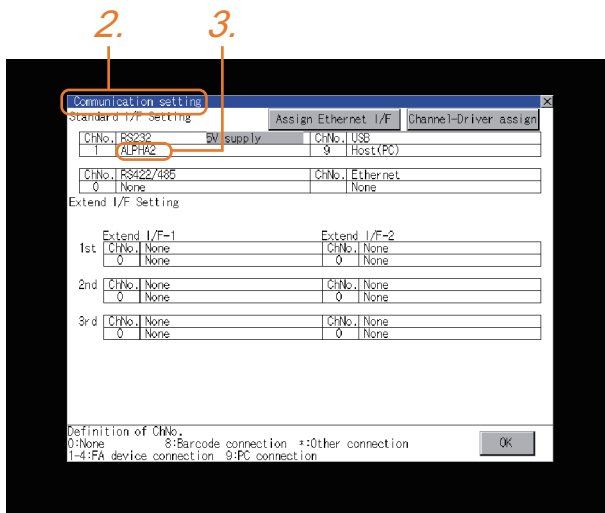 2. 3.
Communication setting ×
Standard I/F Setting Assign Ethernet I/F Channel-Driver assign
ChNo. RS232 5V supply ChNo. USB
1 ALPHA2 9 Host(PC)
ChNo. RS422/485 ChNo. Ethernet
0 None None
Extend I/F Setting
Extend I/F-1 Extend I/F-2
1st ChNo. None ChNo. None
0 None 0 None
2nd ChNo. None ChNo. None
0 None 0 None
3rd ChNo. None ChNo. None
0 None 0 None
Definition of ChNo.
0:None 8:Barcode connection *:Other connection OK
1-4:FA device connection 9:PC connection